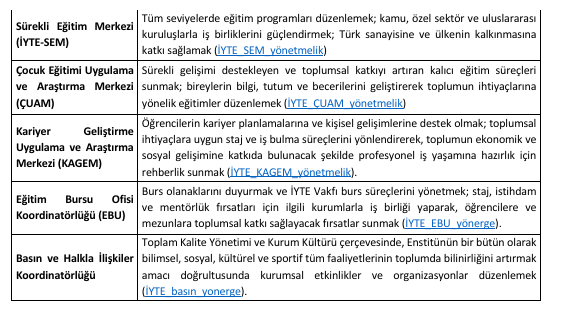 Sürekli Eğitim Merkezi
(İYTE-SEM)
Tüm seviyelerde eğitim programları düzenlemek; kamu, özel sektör ve uluslararası
kuruluşlarla iş birliklerini güçlendirmek; Türk sanayisine ve ülkenin kalkınmasına
katkı sağlamak (İYTE_SEM_yönetmelik)
Çocuk Eğitimi Uygulama
ve Araştırma Merkezi
(ÇUAM)
Sürekli gelişimi destekleyen ve toplumsal katkıyı artıran kalıcı eğitim süreçleri
sunmak; bireylerin bilgi, tutum ve becerilerini geliştirerek toplumun ihtiyaçlarına
yönelik eğitimler düzenlemek (İYTE_ÇUAM_yönetmelik)
Kariyer Geliştirme
Uygulama ve Araştırma
Merkezi (KAGEM)
Öğrencilerin kariyer planlamalarına ve kişisel gelişimlerine destek olmak; toplumsal
ihtiyaçlara uygun staj ve iş bulma süreçlerini yönlendirerek, toplumun ekonomik ve
sosyal gelişimine katkıda bulunacak şekilde profesyonel iş yaşamına hazırlık için
rehberlik sunmak (İYTE_KAGEM_yönetmelik).
Eğitim Bursu Ofisi
Koordinatörlüğü (EBU)
Burs olanaklarını duyurmak ve İYTE Vakfı burs süreçlerini yönetmek; staj, istihdam
ve mentörlük fırsatları için ilgili kurumlarla iş birliği yaparak, öğrencilere ve
mezunlara toplumsal katkı sağlayacak fırsatlar sunmak (İYTE_EBU_yönerge).
Basın ve Halkla İlişkiler
Koordinatörlüğü
Toplam Kalite Yönetimi ve Kurum Kültürü çerçevesinde, Enstitünün bir bütün olarak
bilimsel, sosyal, kültürel ve sportif tüm faaliyetlerinin toplumda bilinirliğini artırmak
amacı doğrultusunda kurumsal etkinlikler ve organizasyonlar düzenlemek
(İYTE_basın_yonerge).